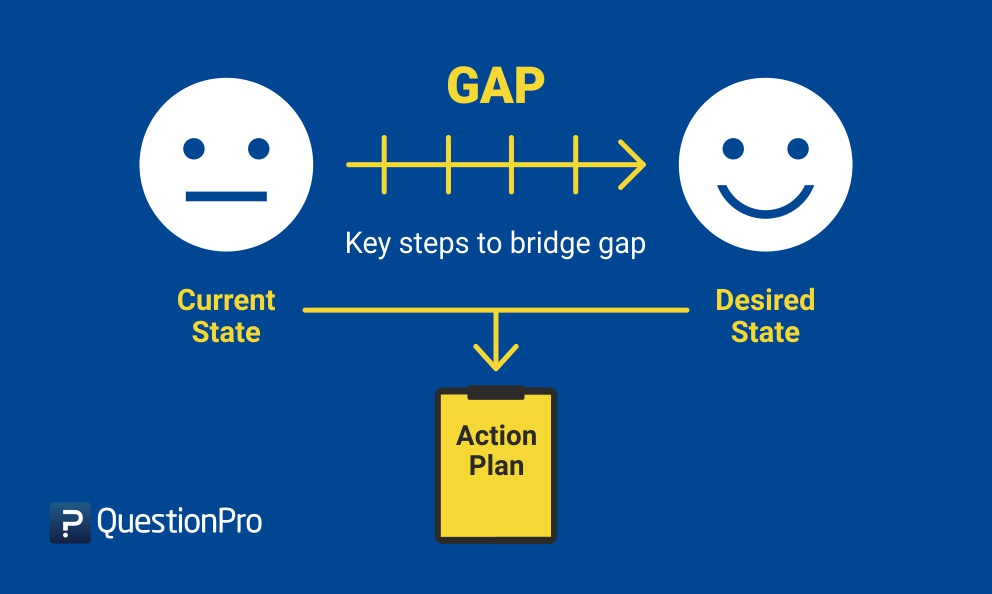 GAP
Key steps to bridge gap
Current
State
Desired
State
Action
Plan
QuestionPro